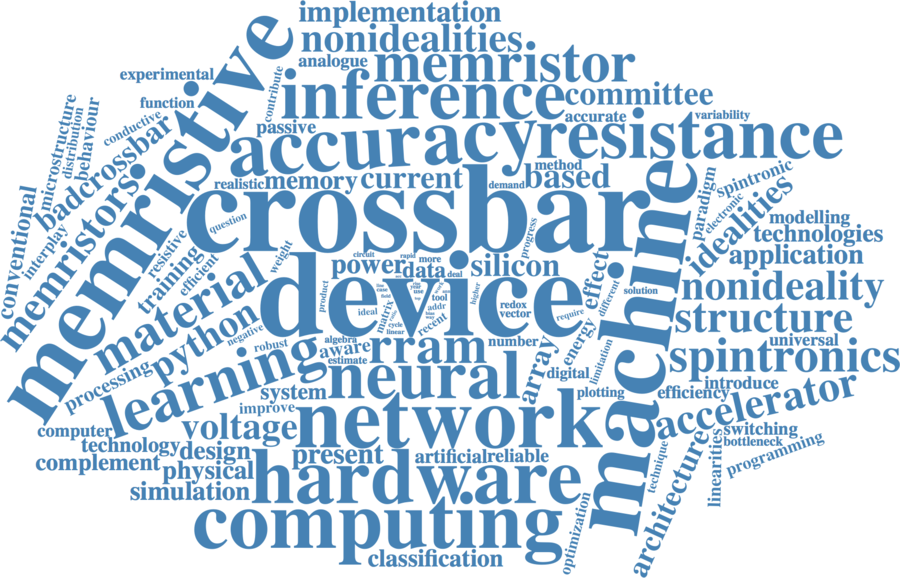 implementation
nonidealities
analogue
memristor
experimental
contribute
function
inference
committee
memristive
conductive
passive
accurate
variability
microstructure
distribution
behaviour
badcrossbar
accuracy
resistance
method
realistic
memory
current
demand
based
spintronic
paradigm
electronic
conventional
interplay
memristors
question
crossbar
progress
machine
idealities
modelling
technologies
resistive
training
efficient
weight
circuit
rapid
more
power
data
deal
silicon
effect
application
material
product
device
different
solution
nonideality
field
ideal
matrix
tool
addr
higher
redox
vector
require
python
negative
cycle
linear
recent
structure
robust
algebra
aware
estimate
rram
number
array
energy
limitation
universal
processing
learning
neural
digital
spintronics
system
plotting
efficiency
introduce
improve
network
accelerator
computer
voltage
switching
technology
design
bottleneck
complement
physical
present
artificial
reliable
technique
architecture
linearities
programming
simulation
hardware
computing
optimization
classification